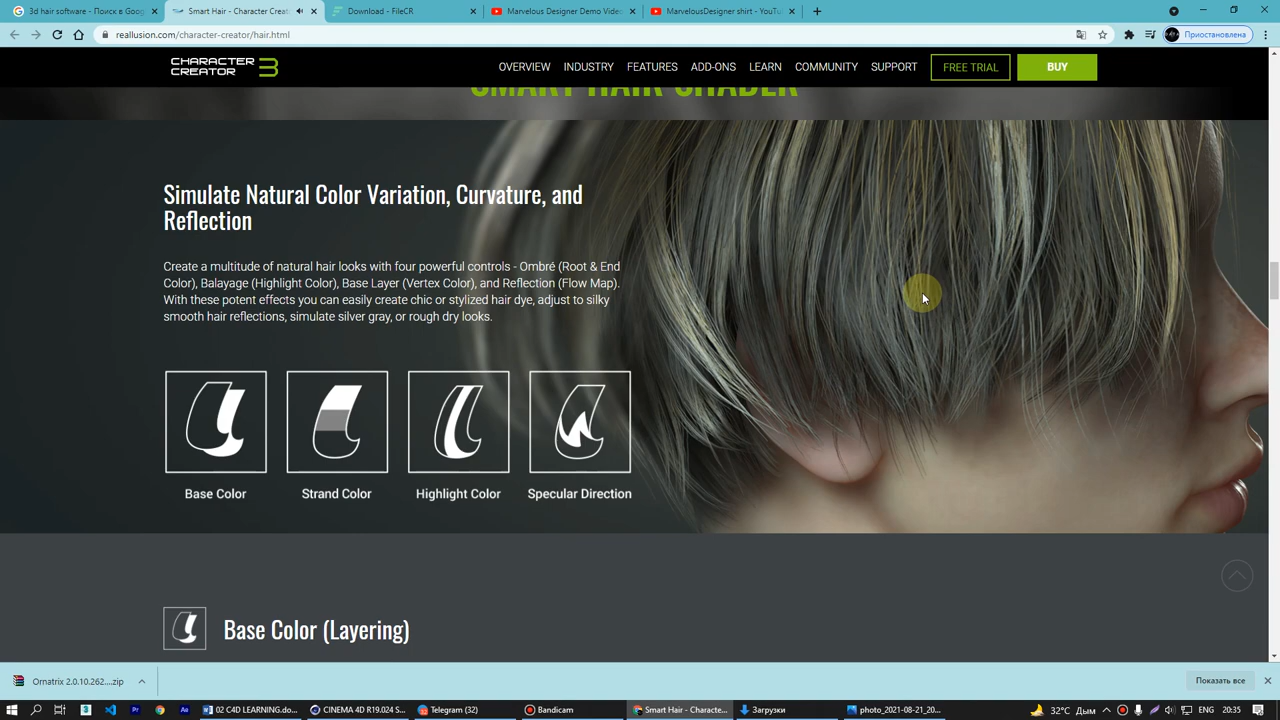 3d hair software - Поиск в Goog
Smart Hair - Character Creato
Download - FileCR
Marvelous Designer Demo Video
MarvelousDesigner shirt - YouTu
reallusion.com/character-creator/hair.html
Приостановлена
CHARACTER
CREATOR 3
OVERVIEW
INDUSTRY
FEATURES
ADD-ONS
LEARN
COMMUNITY
SUPPORT
FREE TRIAL
BUY
SMART HAIR SHADER
Simulate Natural Color Variation, Curvature, and
Reflection
Create a multitude of natural hair looks with four powerful controls - Ombré (Root & End
Color), Balayage (Highlight Color), Base Layer (Vertex Color), and Reflection (Flow Map).
With these potent effects you can easily create chic or stylized hair dye, adjust to silky
smooth hair reflections, simulate silver gray, or rough dry looks.
Base Color
Strand Color
Highlight Color
Specular Direction
Base Color (Layering)
Ornatrix 2.0.10.262....zip
Показать все
02 C4D LEARNING.do...
CINEMA 4D R19.024 S...
Telegram (32)
Bandicam
Smart Hair - Characte...
Загрузки
photo_2021-08-21_20...
32°C Дым
ENG
20:35